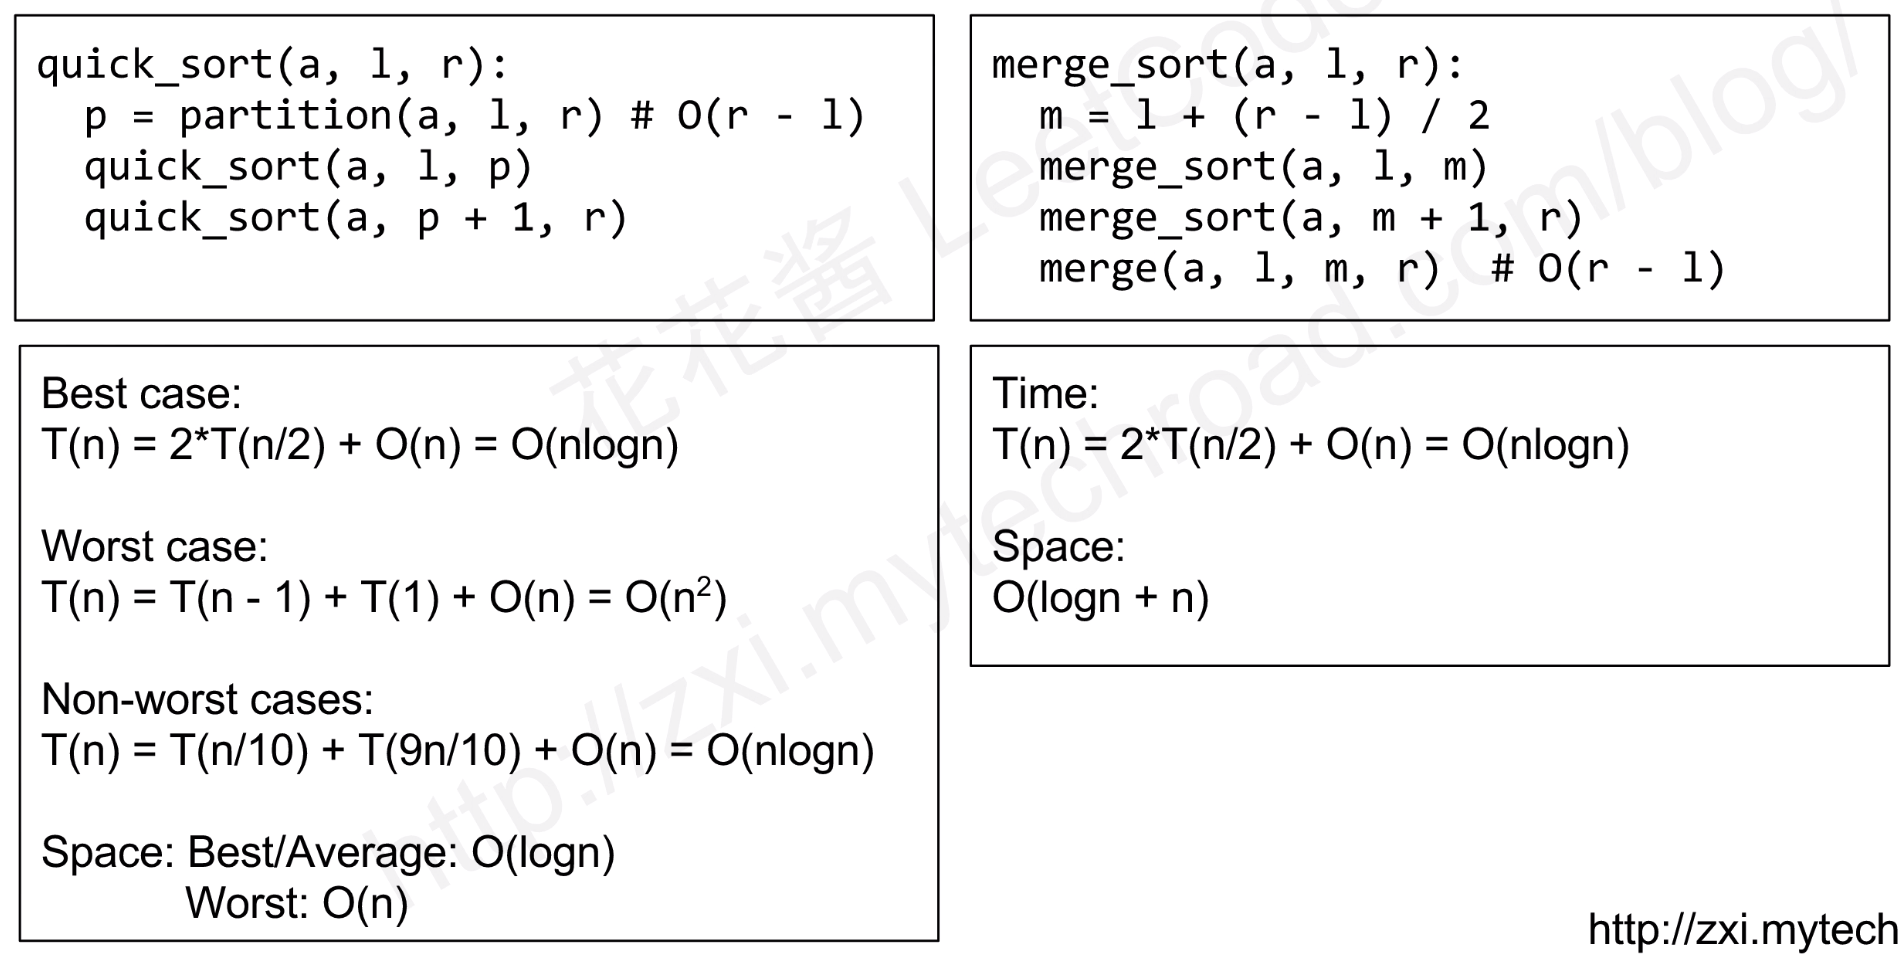 quick_sort(a, l, r):
  p = partition(a, l, r) # O(r - l)
  quick_sort(a, l, p)
  quick_sort(a, p + 1, r)
merge_sort(a, l, r):
  m = l + (r - l) / 2
  merge_sort(a, l, m)
  merge_sort(a, m + 1, r)
  merge(a, l, m, r)  # O(r - l)
Best case:
T(n) = 2*T(n/2) + O(n) = O(nlogn)
Worst case:
T(n) = T(n - 1) + T(1) + O(n) = O(n²)
Non-worst cases:
T(n) = T(n/10) + T(9n/10) + O(n) = O(nlogn)
Space: Best/Average: O(logn)
Worst: O(n)
Time:
T(n) = 2*T(n/2) + O(n) = O(nlogn)
Space:
O(logn + n)
花花酱 LeetCode
http://zxi.mytechroad.com/blog/
http://zxi.mytech